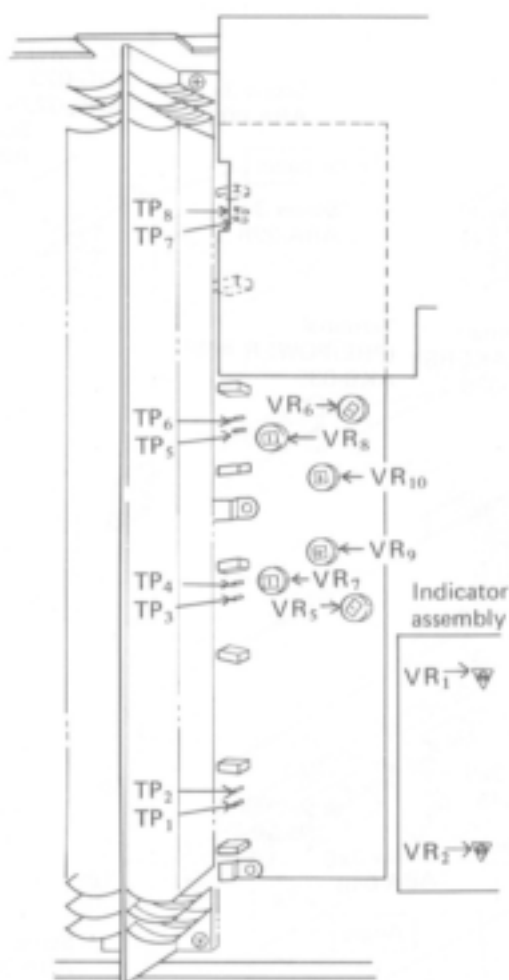 TP₈
TP₇
VR₆
TP₆
TP₅
VR₈
VR₁₀
VR₉
TP₄
VR₇
TP₃
VR₅
Indicator
assembly
VR₁
TP₂
TP₁
VR₂